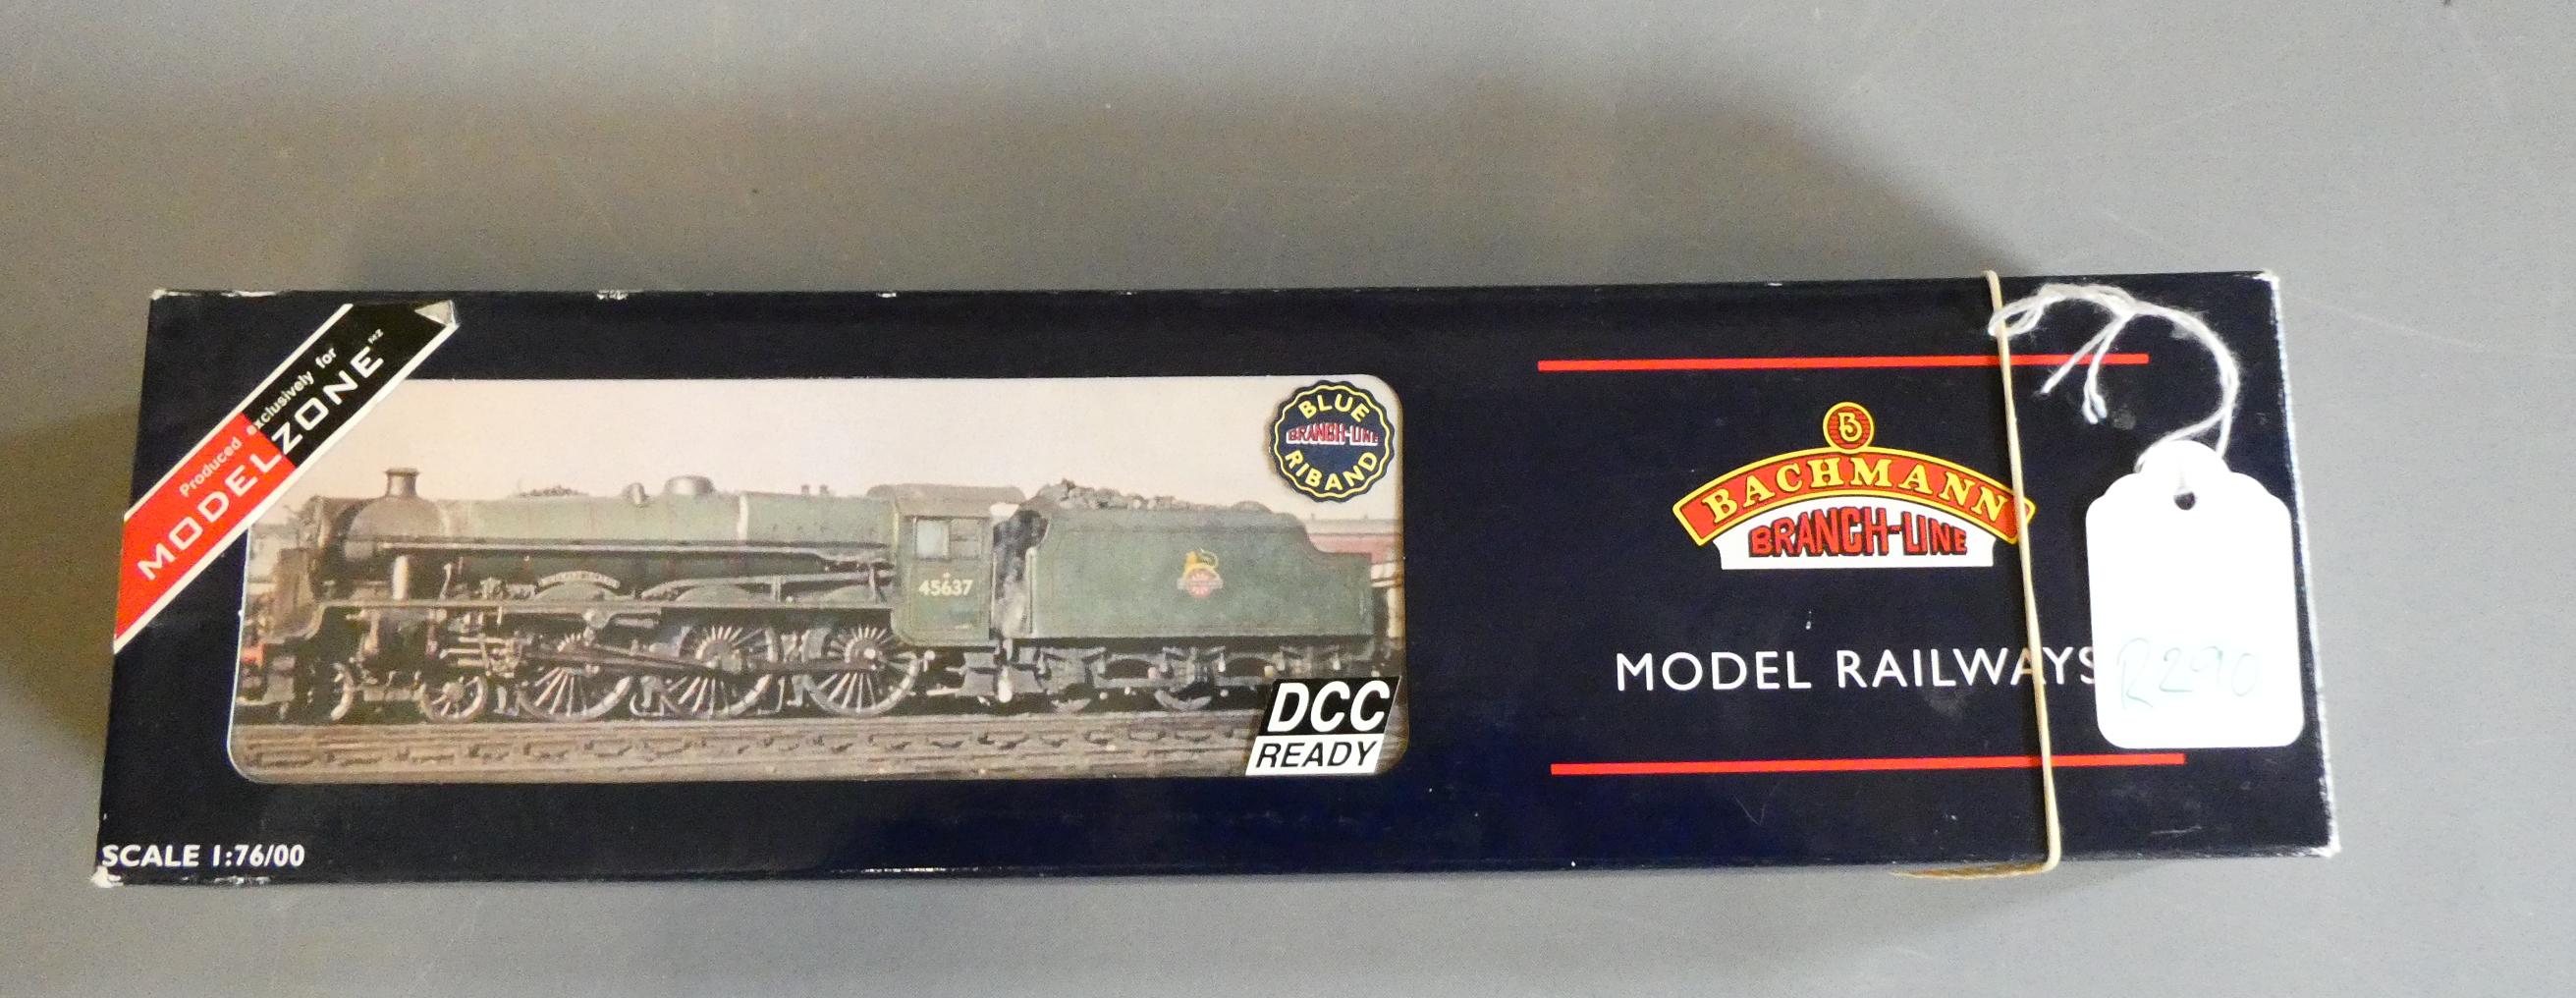 Produced exclusively for
MODELZONE
BLUE
BRANCH-LINE
RIBAND
45637
DCC
READY
SCALE 1:76/00
B
BACHMANN
BRANCH-LINE
MODEL RAILWAYS
R290